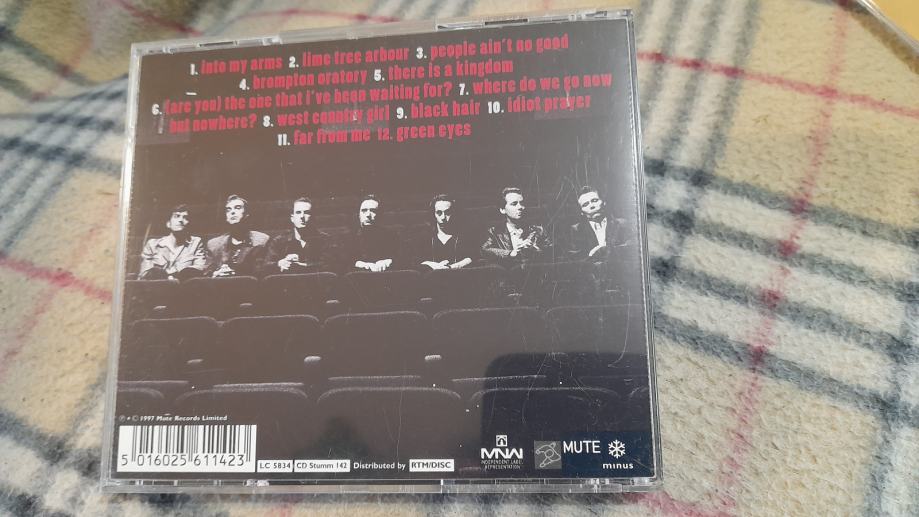 1. into my arms 2. lime tree arbour 3. people ain't no good
4. brompton oratory 5. there is a kingdom
6. (are you) the one that i've been waiting for? 7. where do we go now
but nowhere? 8. west country girl 9. black hair 10. idiot prayer
11. far from me 12. green eyes
℗ + © 1997 Mute Records Limited
5 016025 611423
LC 5834
CD Stumm 142
Distributed by RTM/DISC
MNW
INDEPENDENT LABEL
REPRESENTATION
MUTE
minus